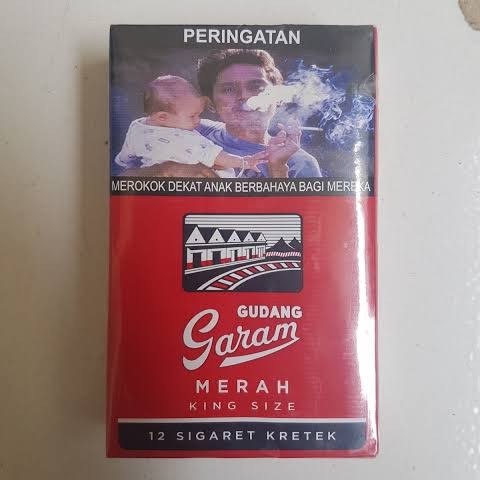 PERINGATAN
MEROKOK DEKAT ANAK BERBAHAYA BAGI MEREKA
GUDANG
Garam
MERAH
KING SIZE
12 SIGARET KRETEK